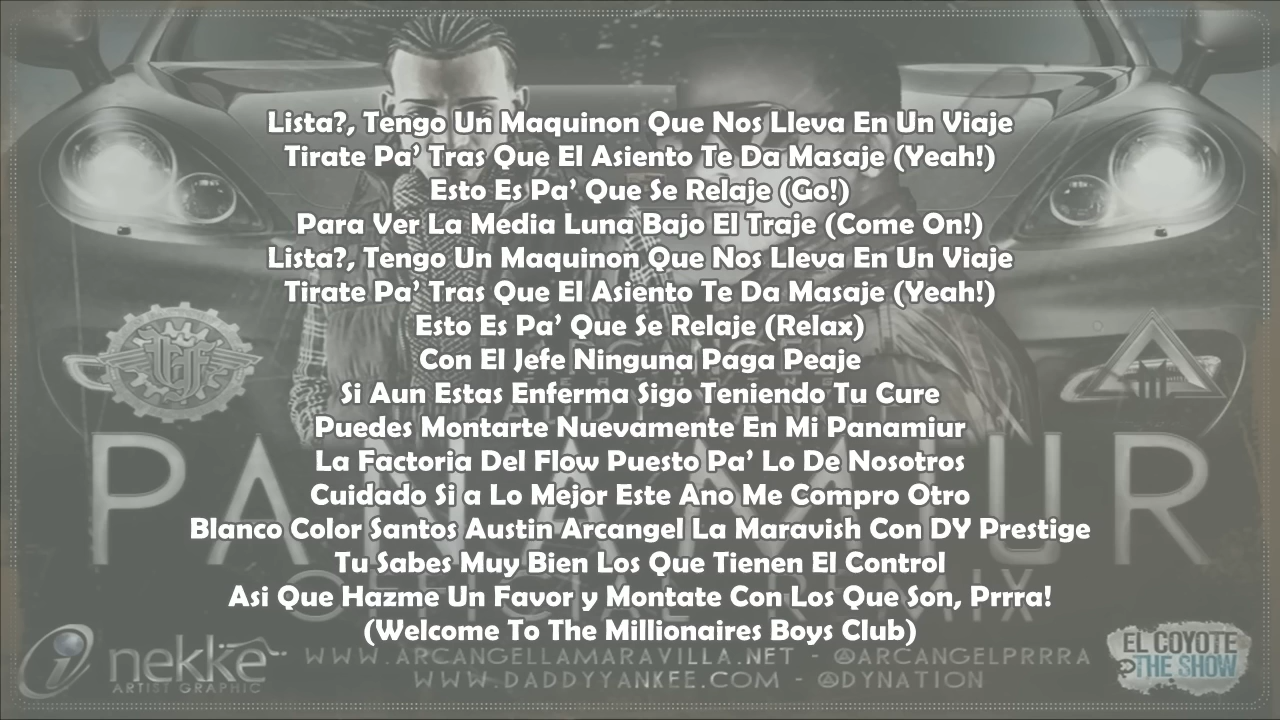 Lista?, Tengo Un Maquinon Que Nos Lleva En Un Viaje
Tirate Pa’ Tras Que El Asiento Te Da Masaje (Yeah!)
Esto Es Pa’ Que Se Relaje (Go!)
Para Ver La Media Luna Bajo El Traje (Come On!)
Lista?, Tengo Un Maquinon Que Nos Lleva En Un Viaje
Tirate Pa’ Tras Que El Asiento Te Da Masaje (Yeah!)
Esto Es Pa’ Que Se Relaje (Relax)
Con El Jefe Ninguna Paga Peaje
Si Aun Estas Enferma Sigo Teniendo Tu Cure
Puedes Montarte Nuevamente En Mi Panamiur
La Factoria Del Flow Puesto Pa’ Lo De Nosotros
Cuidado Si a Lo Mejor Este Ano Me Compro Otro
Blanco Color Santos Austin Arcangel La Maravish Con DY Prestige
Tu Sabes Muy Bien Los Que Tienen El Control
Asi Que Hazme Un Favor y Montate Con Los Que Son, Prrra!
(Welcome To The Millionaires Boys Club)
PANAMIUR
OFFICIAL REMIX
nekke
ARTIST GRAPHIC
WWW.ARCANGELLAMARAVILLA.NET - @ARCANGELPRRRA
WWW.DADDYYANKEE.COM - @DYNATION
EL COYOTE
THE SHOW